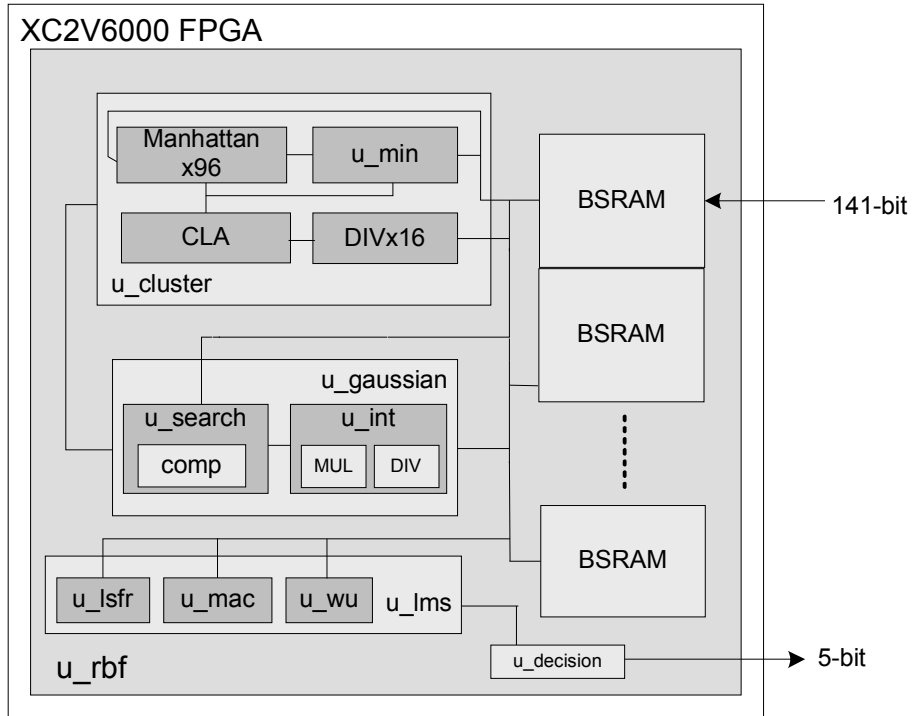 XC2V6000 FPGA
Manhattan
x96
u_min
CLA
DIVx16
u_cluster
BSRAM
141-bit
BSRAM
u_gaussian
u_search
comp
u_int
MUL
DIV
BSRAM
u_lsfr
u_mac
u_wu
u_lms
u_decision
5-bit
u_rbf